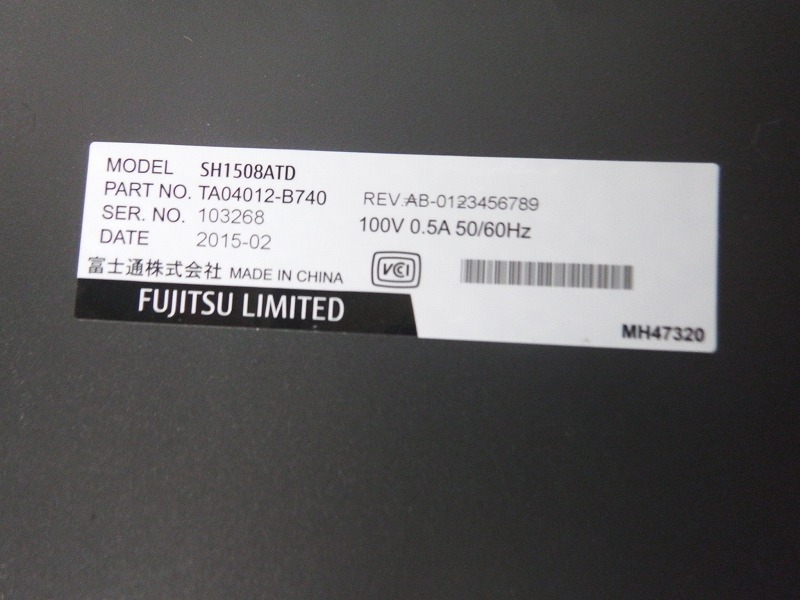 MODEL SH1508ATD
PART NO. TA04012-B740 REV.AB-0123456789
SER. NO. 103268 100V 0.5A 50/60Hz
DATE 2015-02
富士通株式会社 MADE IN CHINA VCI
FUJITSU LIMITED
MH47320